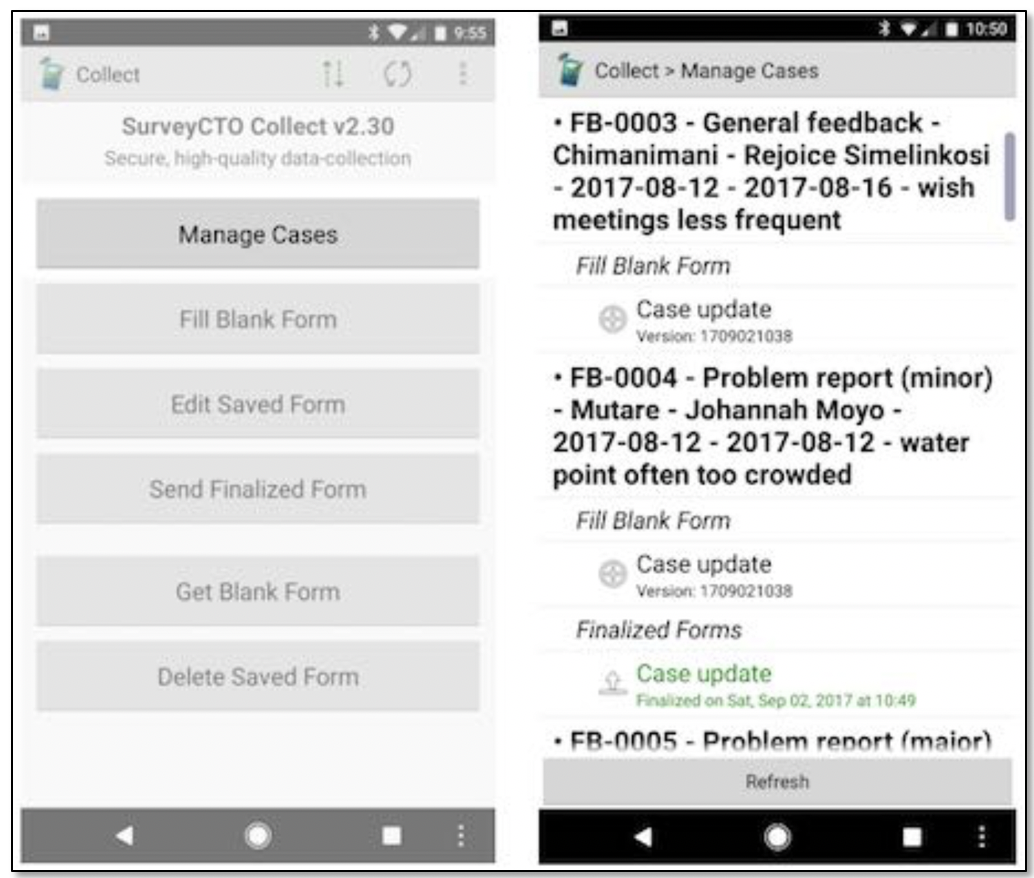 9:55
Collect
SurveyCTO Collect v2.30
Secure, high-quality data-collection
Manage Cases
Fill Blank Form
Edit Saved Form
Send Finalized Form
Get Blank Form
Delete Saved Form
10:50
Collect > Manage Cases
• FB-0003 - General feedback -
Chimanimani - Rejoice Simelinkosi
- 2017-08-12 - 2017-08-16 - wish
meetings less frequent
Fill Blank Form
Case update
Version: 1709021038
• FB-0004 - Problem report (minor)
- Mutare - Johannah Moyo -
2017-08-12 - 2017-08-12 - water
point often too crowded
Fill Blank Form
Case update
Version: 1709021038
Finalized Forms
Case update
Finalized on Sat, Sep 02, 2017 at 10:49
• FB-0005 - Problem report (major)
Refresh